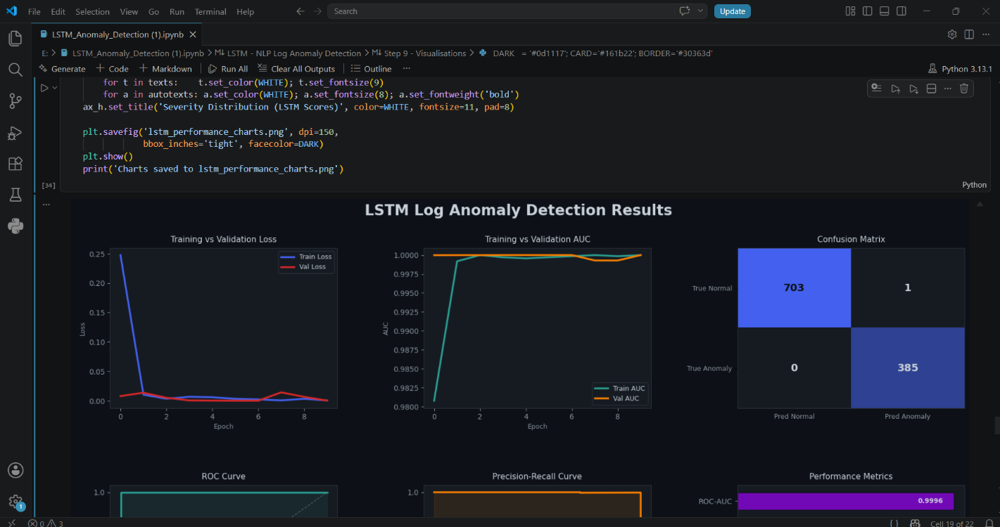 File Edit Selection View Go Run Terminal Help Search Update
LSTM_Anomaly_Detection (1).ipynb
E: > LSTM_Anomaly_Detection (1).ipynb > M↓ LSTM - NLP Log Anomaly Detection > M↓ Step 9 - Visualisations > DARK = '#0d1117'; CARD='#161b22'; BORDER='#30363d'
Generate + Code + Markdown Run All Clear All Outputs Outline ... Python 3.13.1
for t in texts: t.set_color(WHITE); t.set_fontsize(9)
for a in autotexts: a.set_color(WHITE); a.set_fontsize(8); a.set_fontweight('bold')
ax_h.set_title('Severity Distribution (LSTM Scores)', color=WHITE, fontsize=11, pad=8)
plt.savefig('lstm_performance_charts.png', dpi=150,
bbox_inches='tight', facecolor=DARK)
plt.show()
print('Charts saved to lstm_performance_charts.png')
[34]
Python
...
LSTM Log Anomaly Detection Results
Training vs Validation Loss
0.25
0.20
0.15
0.10
0.05
0.00
Loss
Train Loss
Val Loss
0 2 4 6 8
Epoch
Training vs Validation AUC
1.0000
0.9975
0.9950
0.9925
0.9900
0.9875
0.9850
0.9825
0.9800
AUC
Train AUC
Val AUC
0 2 4 6 8
Epoch
Confusion Matrix
True Normal 703 1
True Anomaly 0 385
Pred Normal Pred Anomaly
ROC Curve
1.0
Precision-Recall Curve
1.0
Performance Metrics
ROC-AUC 0.9996
1
0 3
Cell 19 of 22